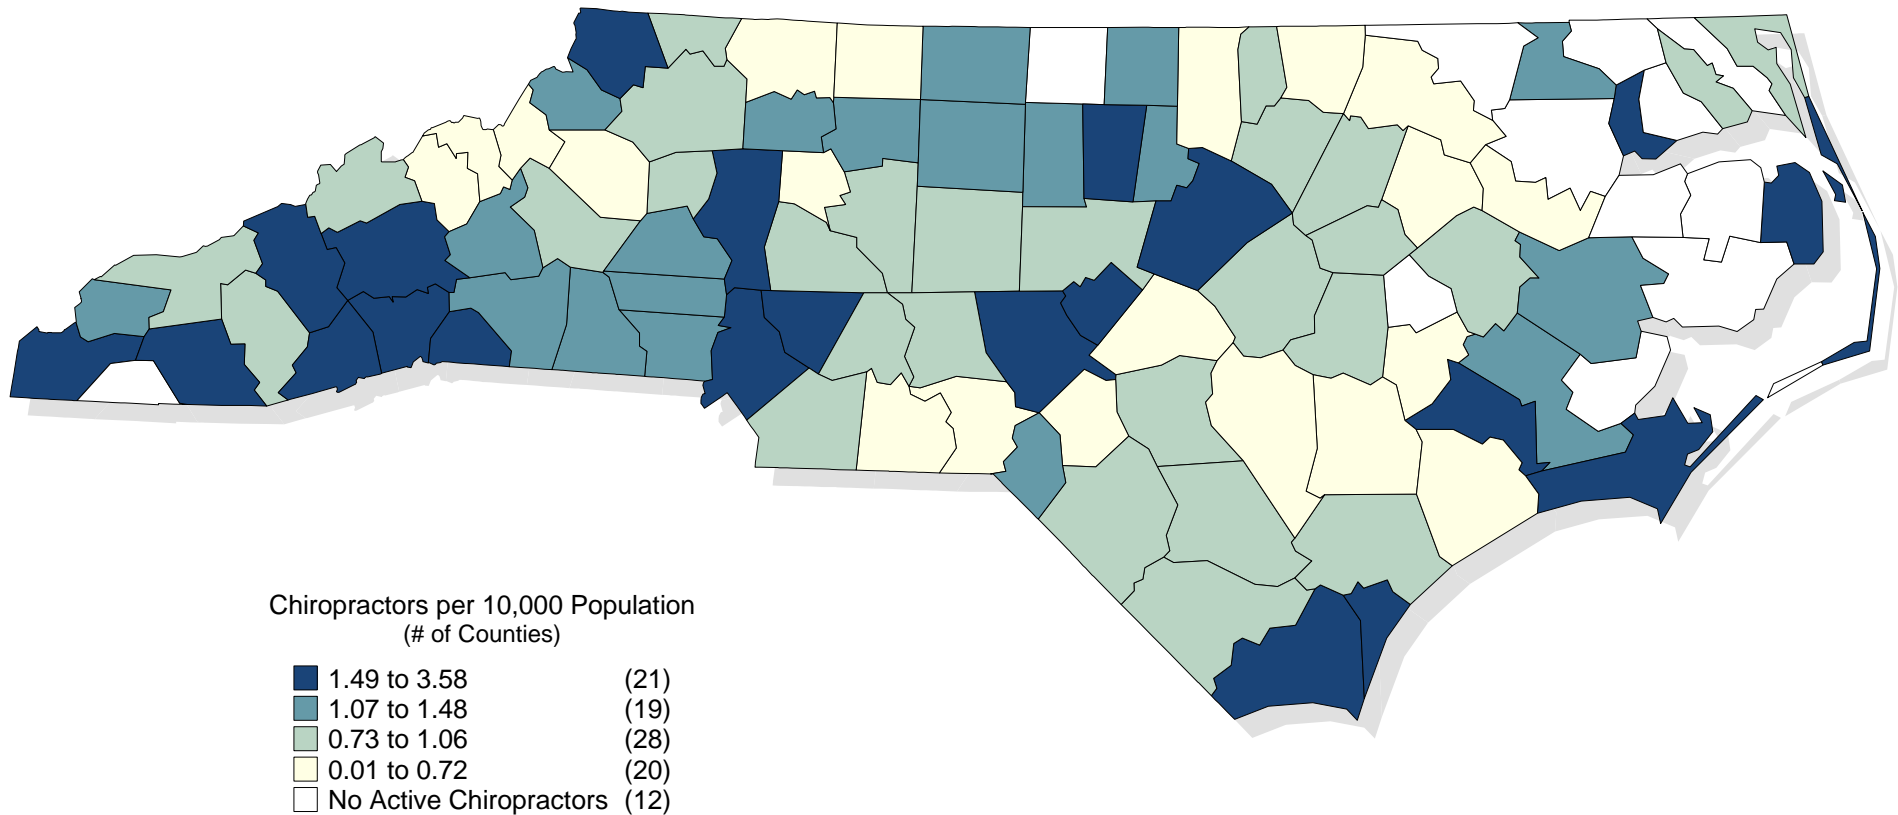 Chiropractors per 10,000 Population
(# of Counties)
1.49 to 3.58 (21)
1.07 to 1.48 (19)
0.73 to 1.06 (28)
0.01 to 0.72 (20)
No Active Chiropractors (12)